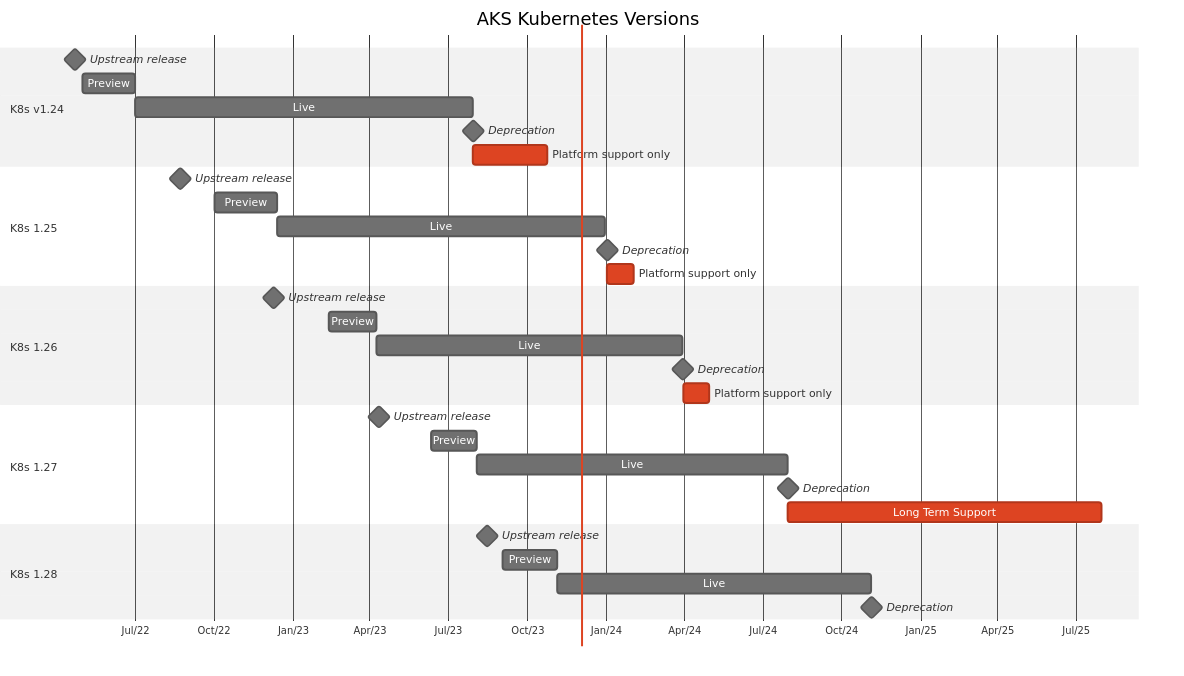 AKS Kubernetes Versions
Upstream release
Preview
K8s v1.24
Live
Deprecation
Platform support only
Upstream release
Preview
K8s 1.25
Live
Deprecation
Platform support only
Upstream release
Preview
K8s 1.26
Live
Deprecation
Platform support only
Upstream release
Preview
K8s 1.27
Live
Deprecation
Long Term Support
Upstream release
Preview
K8s 1.28
Live
Deprecation
Jul/22 Oct/22 Jan/23 Apr/23 Jul/23 Oct/23 Jan/24 Apr/24 Jul/24 Oct/24 Jan/25 Apr/25 Jul/25